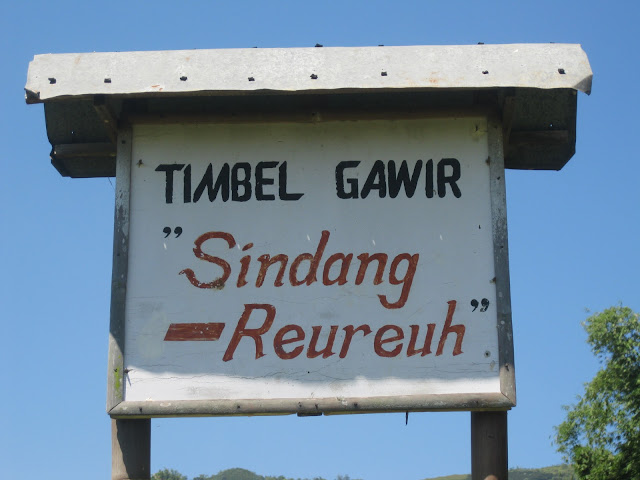 TIMBEL GAWIR
" Sindang
- Reureuh "